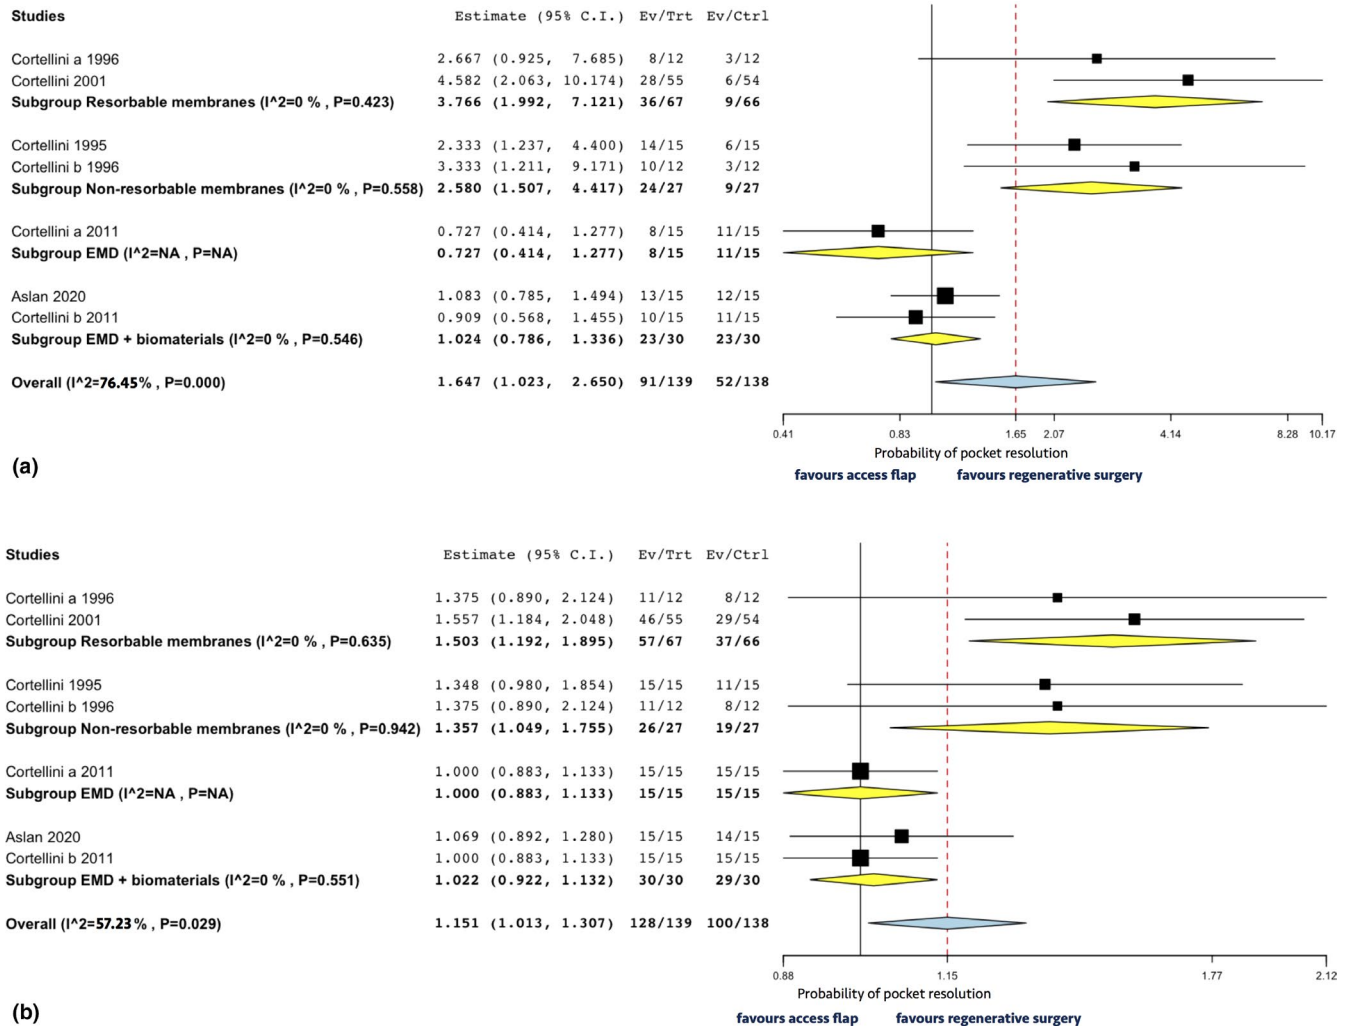 Studies Estimate (95% C.I.) Ev/Trt Ev/Ctrl
Cortellini a 1996 2.667 (0.925, 7.685) 8/12 3/12
Cortellini 2001 4.582 (2.063, 10.174) 28/55 6/54
Subgroup Resorbable membranes (I^2=0 % , P=0.423) 3.766 (1.992, 7.121) 36/67 9/66
Cortellini 1995 2.333 (1.237, 4.400) 14/15 6/15
Cortellini b 1996 3.333 (1.211, 9.171) 10/12 3/12
Subgroup Non-resorbable membranes (I^2=0 % , P=0.558) 2.580 (1.507, 4.417) 24/27 9/27
Cortellini a 2011 0.727 (0.414, 1.277) 8/15 11/15
Subgroup EMD (I^2=NA , P=NA) 0.727 (0.414, 1.277) 8/15 11/15
Aslan 2020 1.083 (0.785, 1.494) 13/15 12/15
Cortellini b 2011 0.909 (0.568, 1.455) 10/15 11/15
Subgroup EMD + biomaterials (I^2=0 % , P=0.546) 1.024 (0.786, 1.336) 23/30 23/30
Overall (I^2=76.45% , P=0.000) 1.647 (1.023, 2.650) 91/139 52/138
0.41 0.83 1.65 2.07 4.14 8.28 10.17
Probability of pocket resolution
favours access flap favours regenerative surgery
(a)
Studies Estimate (95% C.I.) Ev/Trt Ev/Ctrl
Cortellini a 1996 1.375 (0.890, 2.124) 11/12 8/12
Cortellini 2001 1.557 (1.184, 2.048) 46/55 29/54
Subgroup Resorbable membranes (I^2=0 % , P=0.635) 1.503 (1.192, 1.895) 57/67 37/66
Cortellini 1995 1.348 (0.980, 1.854) 15/15 11/15
Cortellini b 1996 1.375 (0.890, 2.124) 11/12 8/12
Subgroup Non-resorbable membranes (I^2=0 % , P=0.942) 1.357 (1.049, 1.755) 26/27 19/27
Cortellini a 2011 1.000 (0.883, 1.133) 15/15 15/15
Subgroup EMD (I^2=NA , P=NA) 1.000 (0.883, 1.133) 15/15 15/15
Aslan 2020 1.069 (0.892, 1.280) 15/15 14/15
Cortellini b 2011 1.000 (0.883, 1.133) 15/15 15/15
Subgroup EMD + biomaterials (I^2=0 % , P=0.551) 1.022 (0.922, 1.132) 30/30 29/30
Overall (I^2=57.23% , P=0.029) 1.151 (1.013, 1.307) 128/139 100/138
0.88 1.15 1.77 2.12
Probability of pocket resolution
(b)
favours access flap favours regenerative surgery